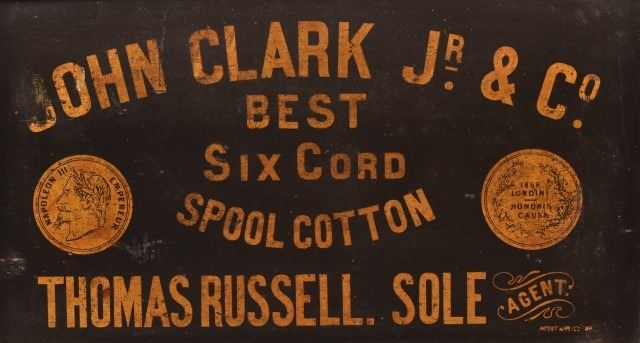 JOHN CLARK JR. & CO.
BEST
SIX CORD
SPOOL COTTON
NAPOLEON III EMPEREUR
1862
LONDINI
HONORIS
CAUSA
THOMAS RUSSELL. SOLE AGENT.